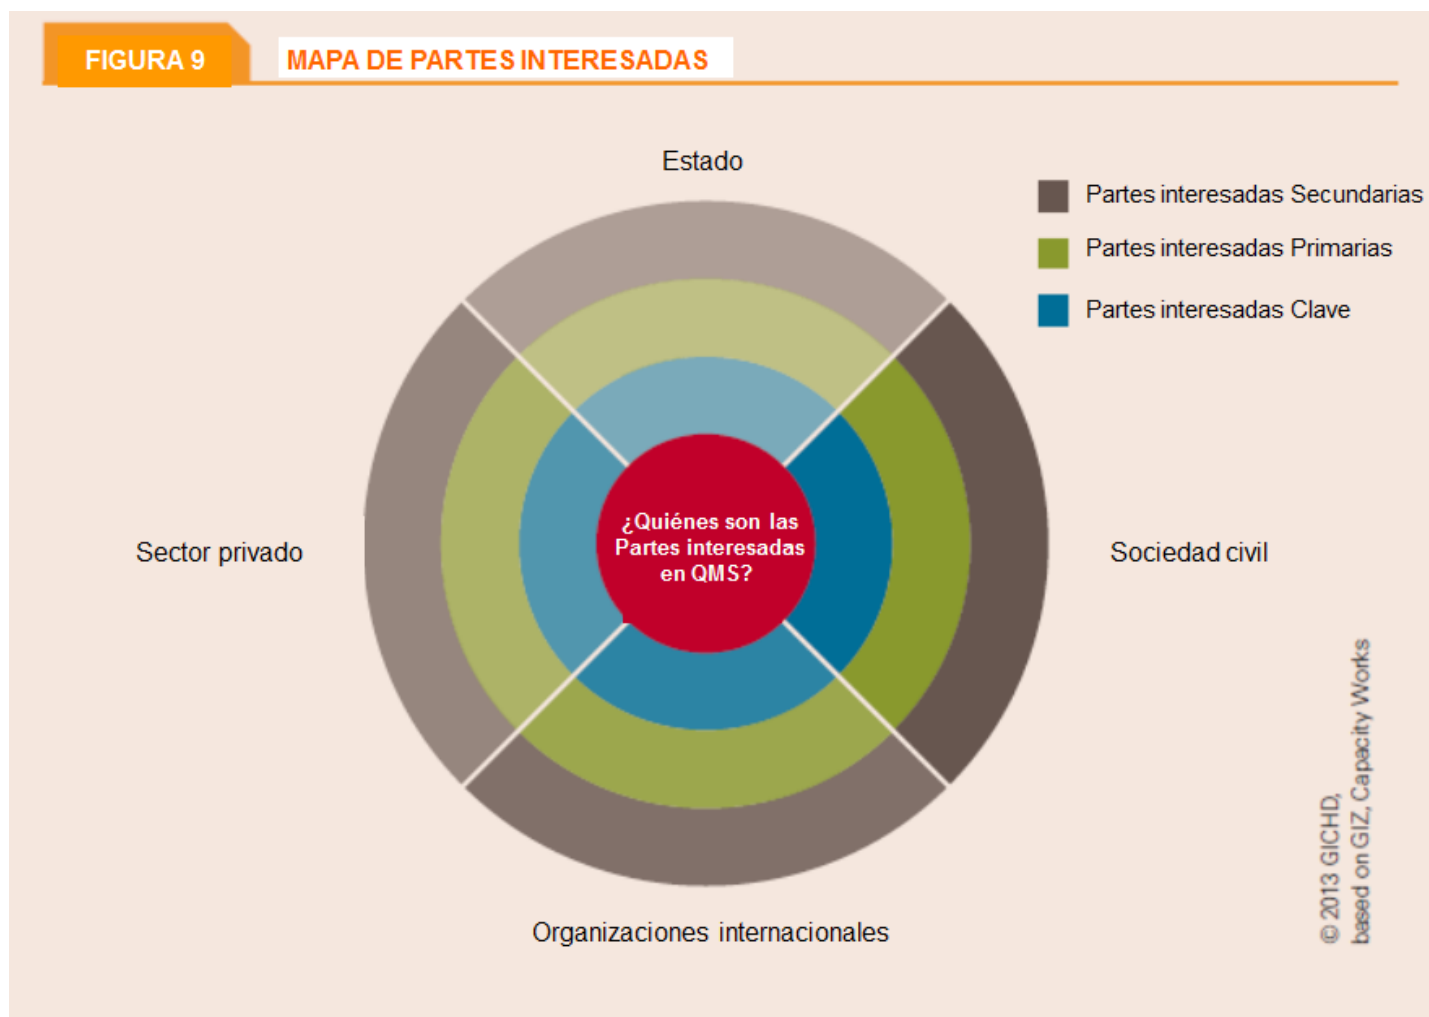 FIGURA 9
MAPA DE PARTES INTERESADAS
Estado
Partes interesadas Secundarias
Partes interesadas Primarias
Partes interesadas Clave
¿Quiénes son las
Partes interesadas
en QMS?
Sector privado
Sociedad civil
Organizaciones internacionales
© 2013 GICHD,
based on GIZ, Capacity Works